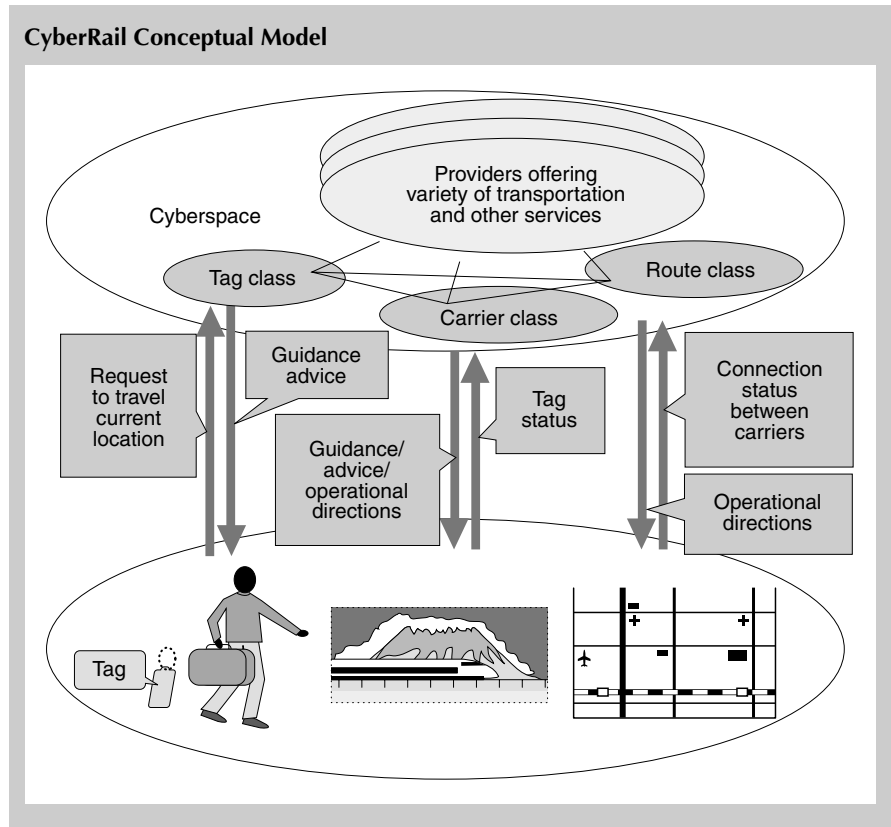 CyberRail Conceptual Model
Providers offering
variety of transportation
and other services
Cyberspace
Tag class
Route class
Carrier class
Request
to travel
current
location
Guidance
advice
Guidance/
advice/
operational
directions
Tag
status
Connection
status
between
carriers
Operational
directions
Tag